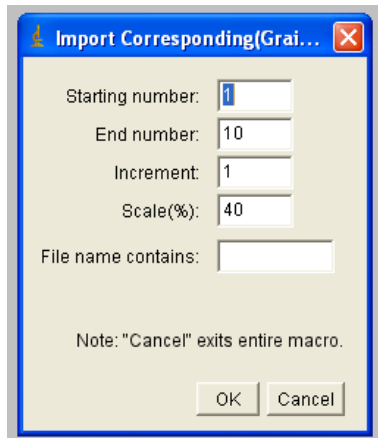 Import Corresponding(Grai...
Starting number: 1
End number: 10
Increment: 1
Scale(%): 40
File name contains:
Note: "Cancel" exits entire macro.
OK Cancel